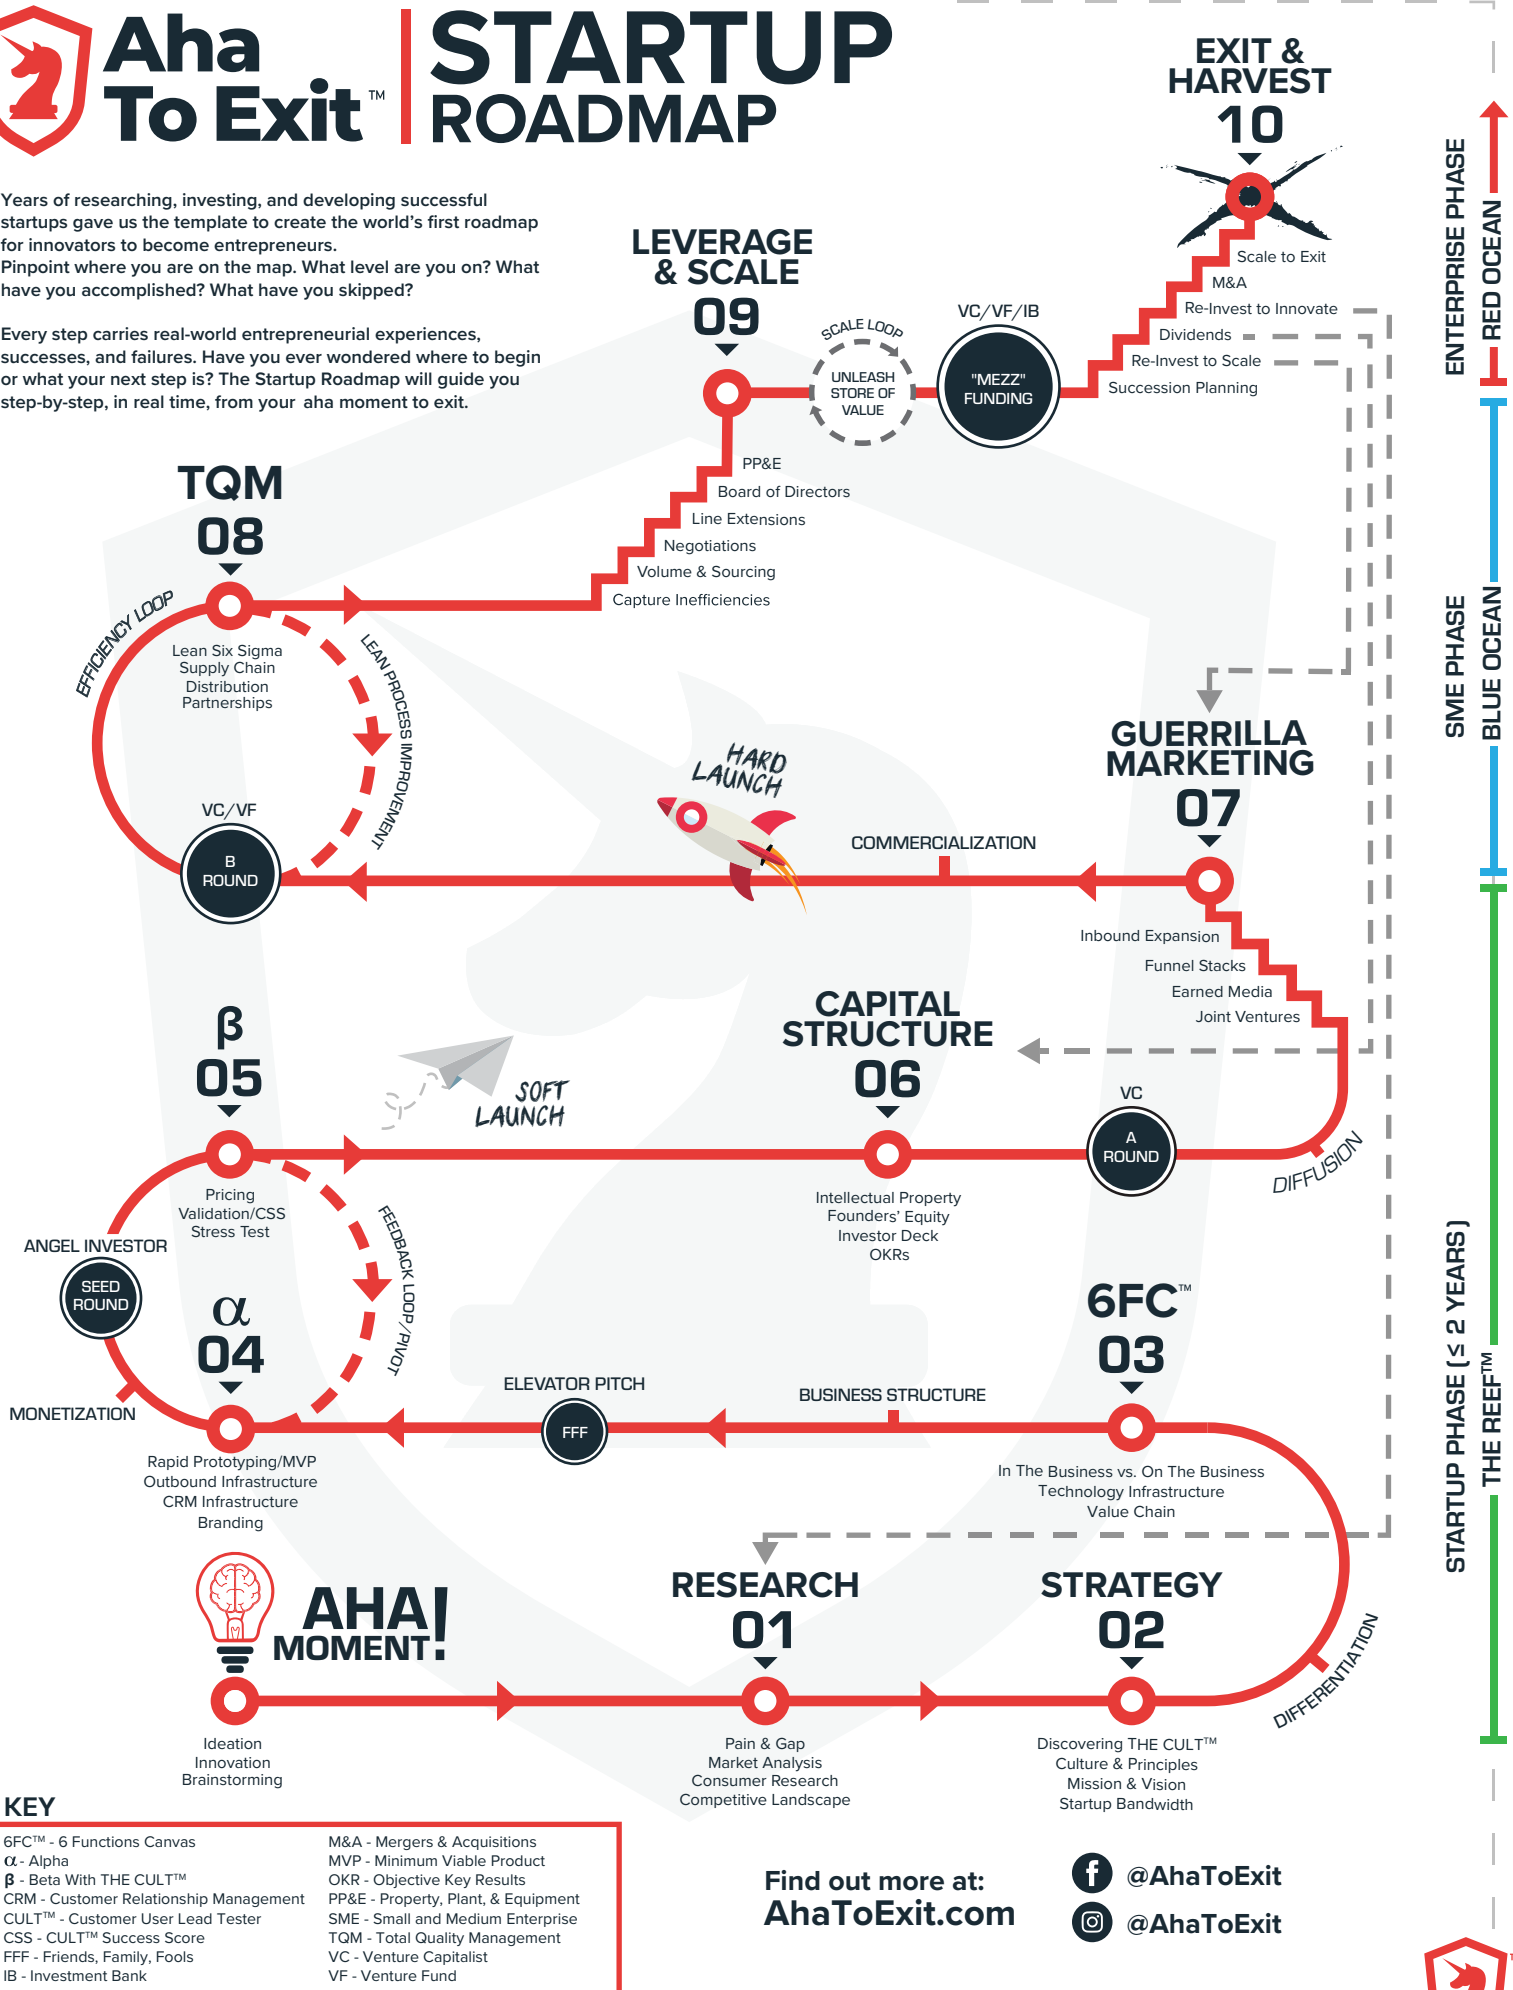 Aha
To Exit™
STARTUP
ROADMAP
Years of researching, investing, and developing successful
startups gave us the template to create the world's first roadmap
for innovators to become entrepreneurs.
Pinpoint where you are on the map. What level are you on? What
have you accomplished? What have you skipped?
Every step carries real-world entrepreneurial experiences,
successes, and failures. Have you ever wondered where to begin
or what your next step is? The Startup Roadmap will guide you
step-by-step, in real time, from your aha moment to exit.
EXIT &
HARVEST
10
Scale to Exit
M&A
Re-Invest to Innovate
Dividends
Re-Invest to Scale
Succession Planning
VC/VF/IB
"MEZZ"
FUNDING
SCALE LOOP
UNLEASH
STORE OF
VALUE
LEVERAGE
& SCALE
09
PP&E
Board of Directors
Line Extensions
Negotiations
Volume & Sourcing
Capture Inefficiencies
TQM
08
Lean Six Sigma
Supply Chain
Distribution
Partnerships
EFFICIENCY LOOP
LEAN PROCESS IMPROVEMENT
VC/VF
B
ROUND
HARD
LAUNCH
COMMERCIALIZATION
GUERRILLA
MARKETING
07
Inbound Expansion
Funnel Stacks
Earned Media
Joint Ventures
DIFFUSION
VC
A
ROUND
CAPITAL
STRUCTURE
06
Intellectual Property
Founders' Equity
Investor Deck
OKRs
SOFT
LAUNCH
β
05
Pricing
Validation/CSS
Stress Test
ANGEL INVESTOR
SEED
ROUND
MONETIZATION
FEEDBACK LOOP/PIVOT
α
04
Rapid Prototyping/MVP
Outbound Infrastructure
CRM Infrastructure
Branding
ELEVATOR PITCH
FFF
BUSINESS STRUCTURE
6FC™
03
In The Business vs. On The Business
Technology Infrastructure
Value Chain
DIFFERENTIATION
AHA!
MOMENT
Ideation
Innovation
Brainstorming
RESEARCH
01
Pain & Gap
Market Analysis
Consumer Research
Competitive Landscape
STRATEGY
02
Discovering THE CULT™
Culture & Principles
Mission & Vision
Startup Bandwidth
ENTERPRISE PHASE
RED OCEAN
SME PHASE
BLUE OCEAN
STARTUP PHASE (≤ 2 YEARS)
THE REEF™
KEY
6FC™ - 6 Functions Canvas
α - Alpha
β - Beta With THE CULT™
CRM - Customer Relationship Management
CULT™ - Customer User Lead Tester
CSS - CULT™ Success Score
FFF - Friends, Family, Fools
IB - Investment Bank
M&A - Mergers & Acquisitions
MVP - Minimum Viable Product
OKR - Objective Key Results
PP&E - Property, Plant, & Equipment
SME - Small and Medium Enterprise
TQM - Total Quality Management
VC - Venture Capitalist
VF - Venture Fund
Find out more at:
AhaToExit.com
@AhaToExit
@AhaToExit